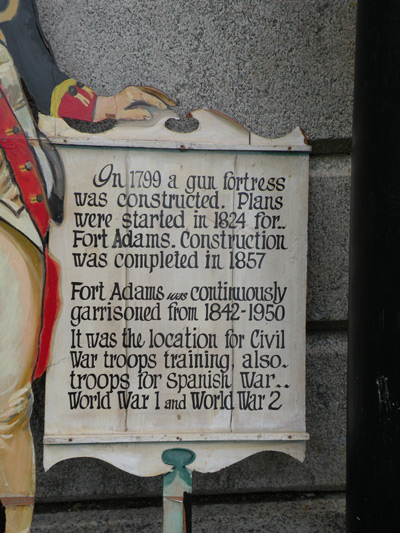 In 1799 a gun fortress
was constructed. Plans
were started in 1824 for..
Fort Adams. Construction
was completed in 1857
Fort Adams was continuously
garrisoned from 1842-1950
It was the location for Civil
War troops training, also..
troops for Spanish War..
World War 1 and World War 2